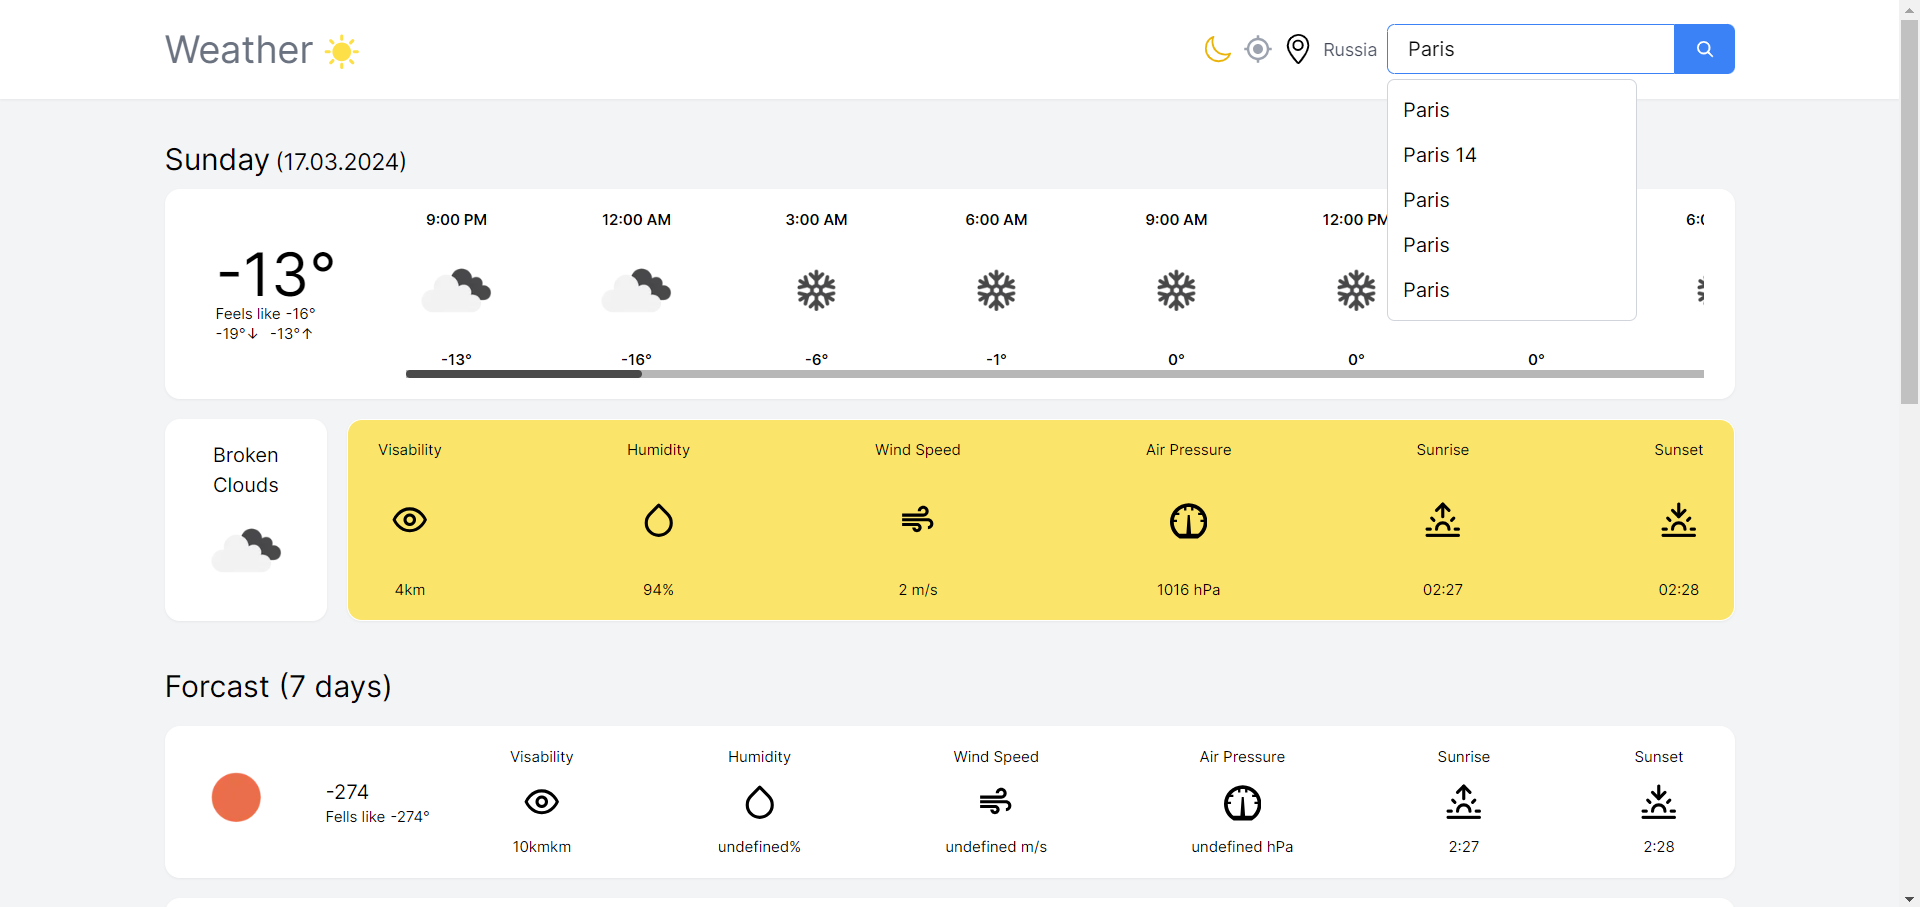 Weather
Russia
Paris
Paris
Paris 14
Paris
Paris
Paris
Sunday (17.03.2024)
-13°
Feels like -16°
-19°↓ -13°↑
9:00 PM 12:00 AM 3:00 AM 6:00 AM 9:00 AM 12:00 PM
-13° -16° -6° -1° 0° 0° 0°
Broken
Clouds
Visability Humidity Wind Speed Air Pressure Sunrise Sunset
4km 94% 2 m/s 1016 hPa 02:27 02:28
Forcast (7 days)
-274
Fells like -274°
Visability Humidity Wind Speed Air Pressure Sunrise Sunset
10kmkm undefined% undefined m/s undefined hPa 2:27 2:28